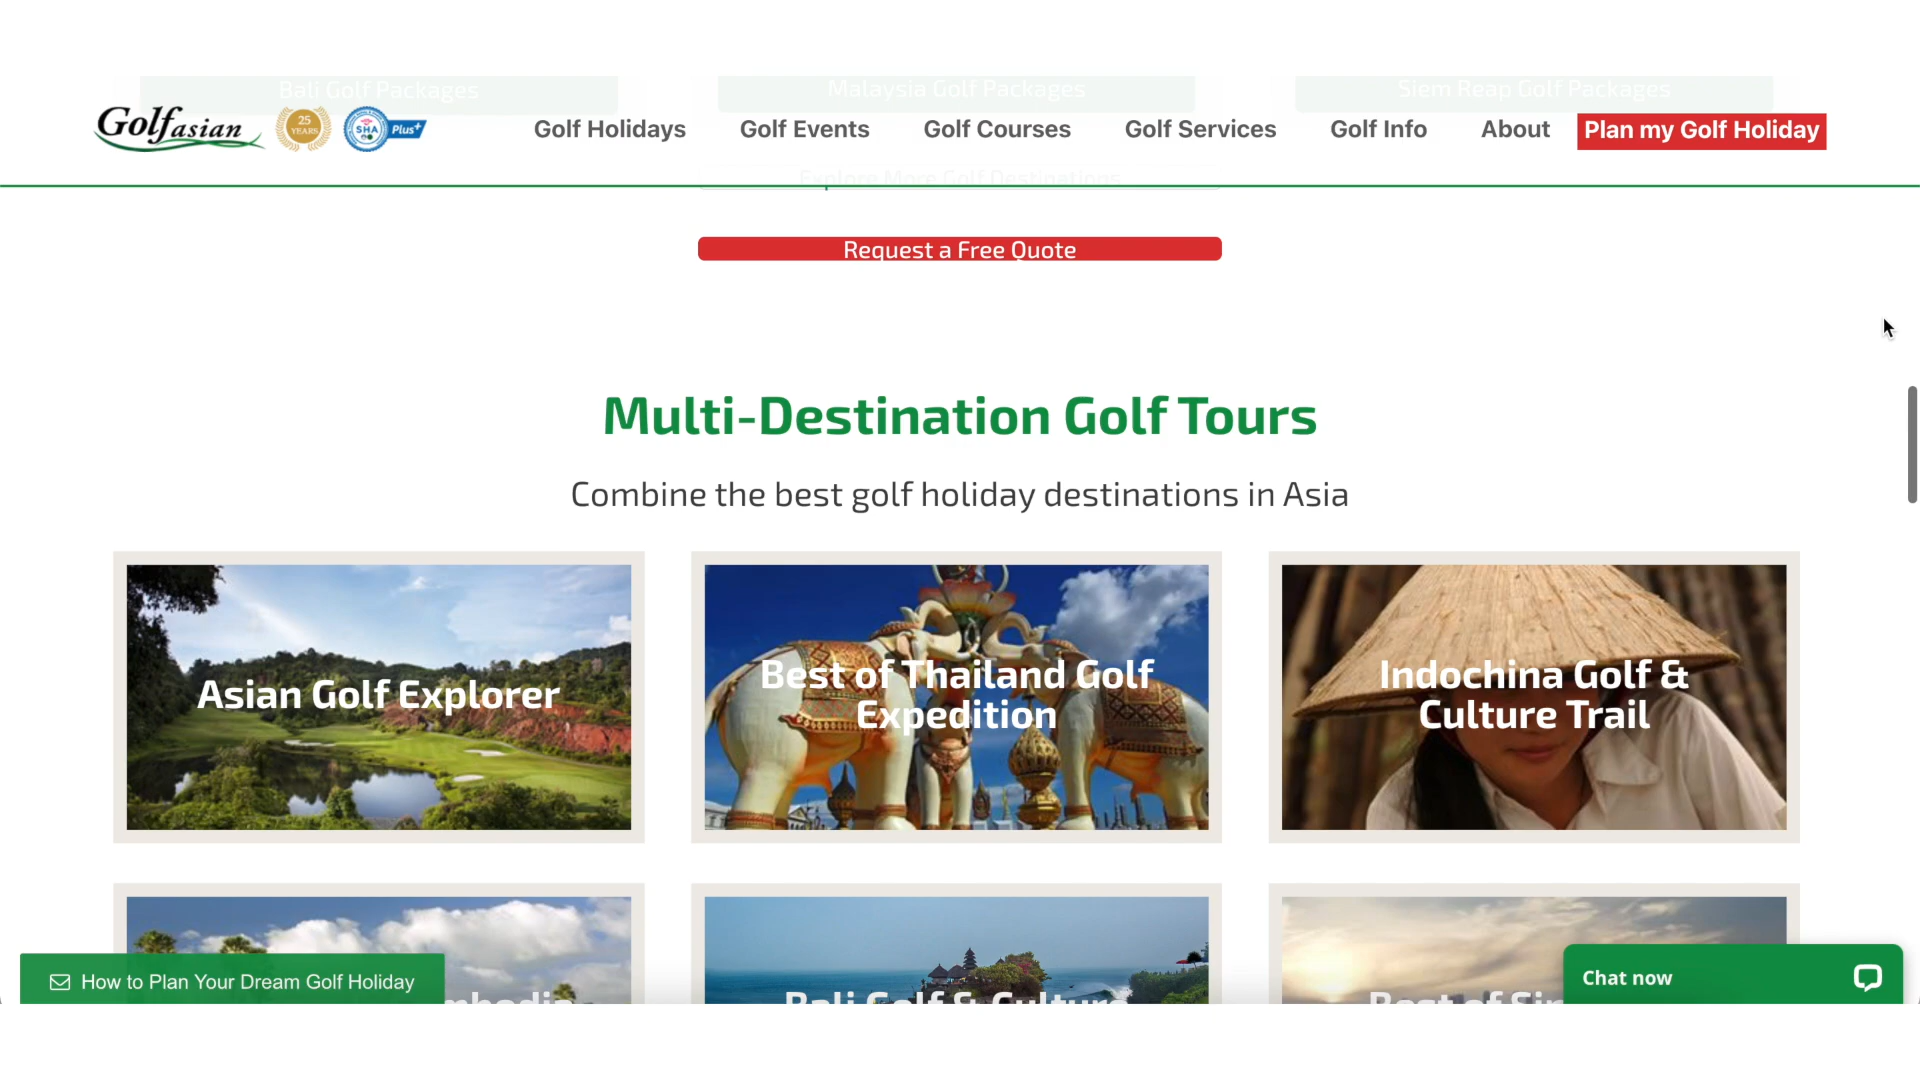 Bali Golf Packages
Malaysia Golf Packages
Siem Reap Golf Packages
Golfasian
25
YEARS
SHA
Plus+
Golf Holidays
Golf Events
Golf Courses
Golf Services
Golf Info
About
Plan my Golf Holiday
Explore More Golf Destinations
Request a Free Quote
Multi-Destination Golf Tours
Combine the best golf holiday destinations in Asia
Asian Golf Explorer
Best of Thailand Golf
Expedition
Indochina Golf &
Culture Trail
How to Plan Your Dream Golf Holiday
Bali Golf & Culture
Best of
Chat now